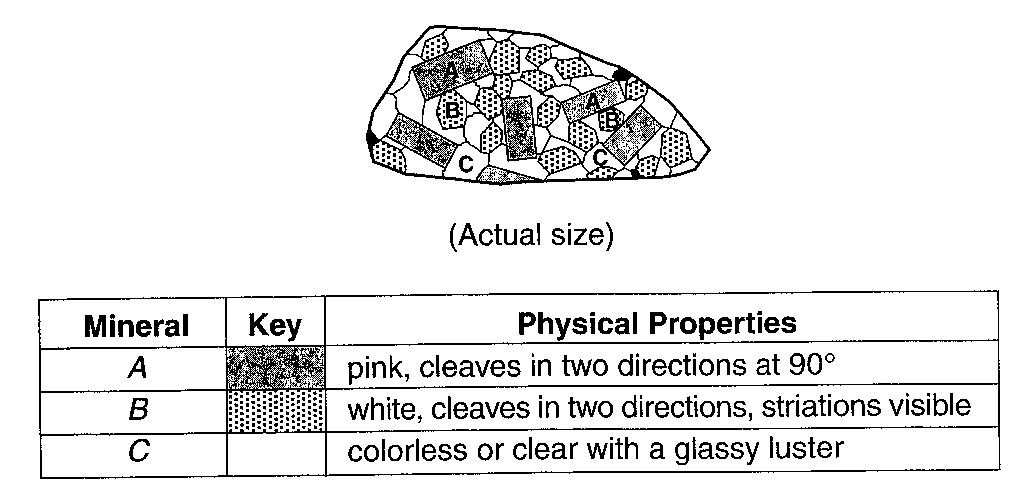 A
A
B
B
C
C
(Actual size)
Mineral Key Physical Properties
A pink, cleaves in two directions at 90°
B white, cleaves in two directions, striations visible
C colorless or clear with a glassy luster